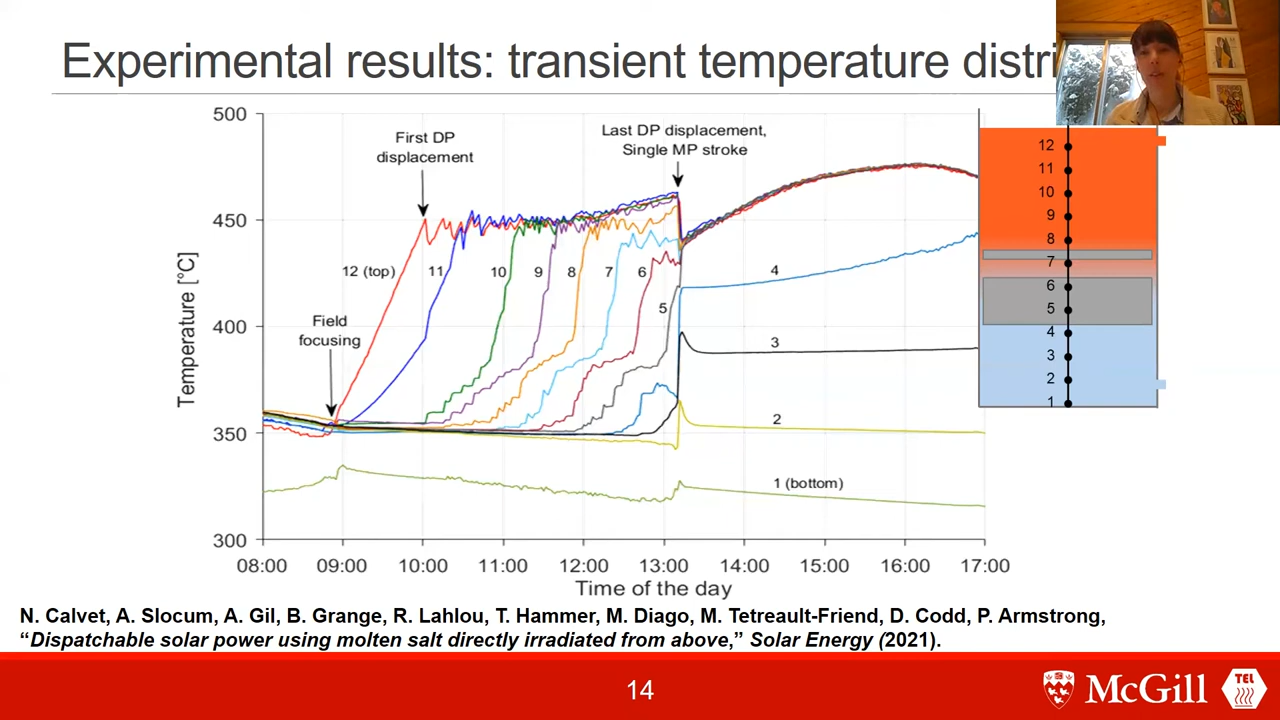 Experimental results: transient temperature distri
500
450
400
350
300
Temperature [°C]
First DP
displacement
Last DP displacement,
Single MP stroke
Field
focusing
12 (top)
11
10
9
8
7
6
5
4
3
2
1 (bottom)
08:00 09:00 10:00 11:00 12:00 13:00 14:00 15:00 16:00 17:00
Time of the day
12
11
10
9
8
7
6
5
4
3
2
1
N. Calvet, A. Slocum, A. Gil, B. Grange, R. Lahlou, T. Hammer, M. Diago, M. Tetreault-Friend, D. Codd, P. Armstrong,
“Dispatchable solar power using molten salt directly irradiated from above,” Solar Energy (2021).
14
McGill
TEL